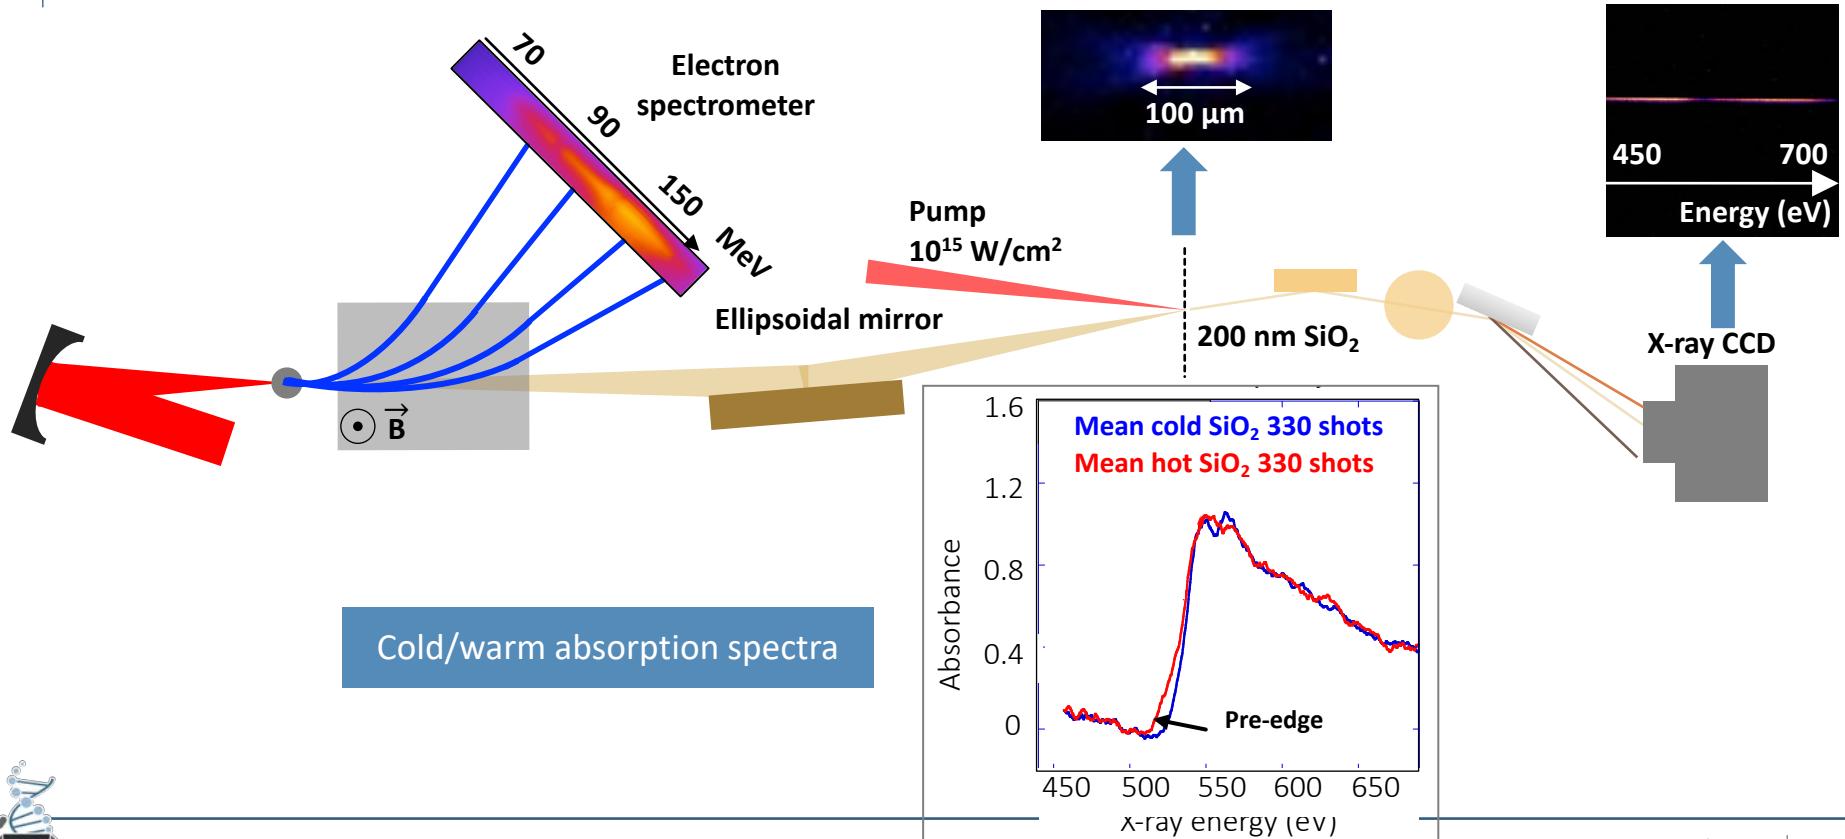 70
90
150
MeV
Electron
spectrometer
B
Ellipsoidal mirror
Pump
10¹⁵ W/cm²
100 µm
200 nm SiO₂
450 700
Energy (eV)
X-ray CCD
Cold/warm absorption spectra
Mean cold SiO₂ 330 shots
Mean hot SiO₂ 330 shots
Absorbance
1.6
1.2
0.8
0.4
0
Pre-edge
450 500 550 600 650
X-ray energy (eV)